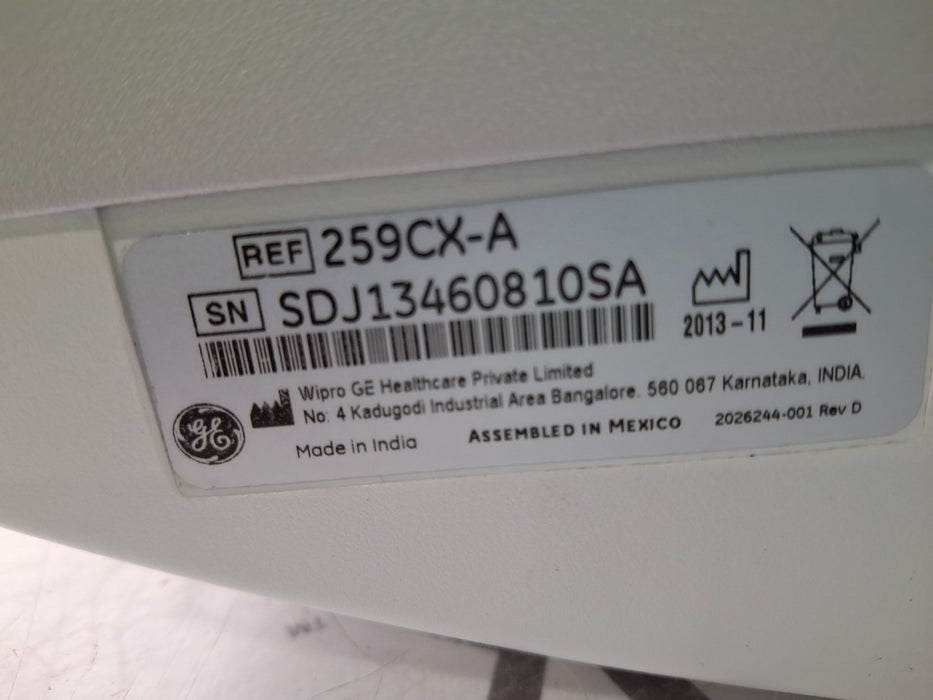 REF 259CX-A
SN SDJ13460810SA
2013-11
Wipro GE Healthcare Private Limited
No: 4 Kadugodi Industrial Area Bangalore. 560 067 Karnataka, INDIA.
GE
Made in India
ASSEMBLED IN MEXICO
2026244-001 Rev D